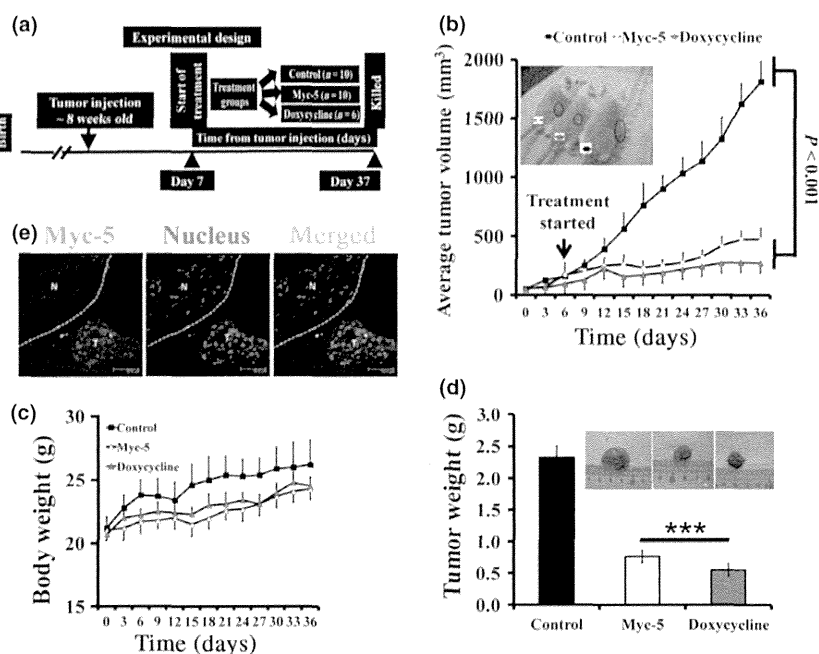 (a)
Experimental design
Start of treatment
Treatment groups
Control (n = 10)
Myc-5 (n = 10)
Doxycycline (n = 6)
Killed
Birth
Tumor injection
~ 8 weeks old
Time from tumor injection (days)
Day 7
Day 37
(b)
Control Myc-5 Doxycycline
Average tumor volume (mm3)
2000
1500
1000
500
0
Treatment
started
P < 0.001
0 3 6 9 12 15 18 21 24 27 30 33 36
Time (days)
(e)
Myc-5 Nucleus Merged
N N N
T T T
(c)
Control
Myc-5
Doxycycline
Body weight (g)
30
25
20
15
0 3 6 9 12 15 18 21 24 27 30 33 36
Time (days)
(d)
Tumor weight (g)
3.0
2.5
2.0
1.5
1.0
0.5
0.0
***
Control Myc-5 Doxycycline